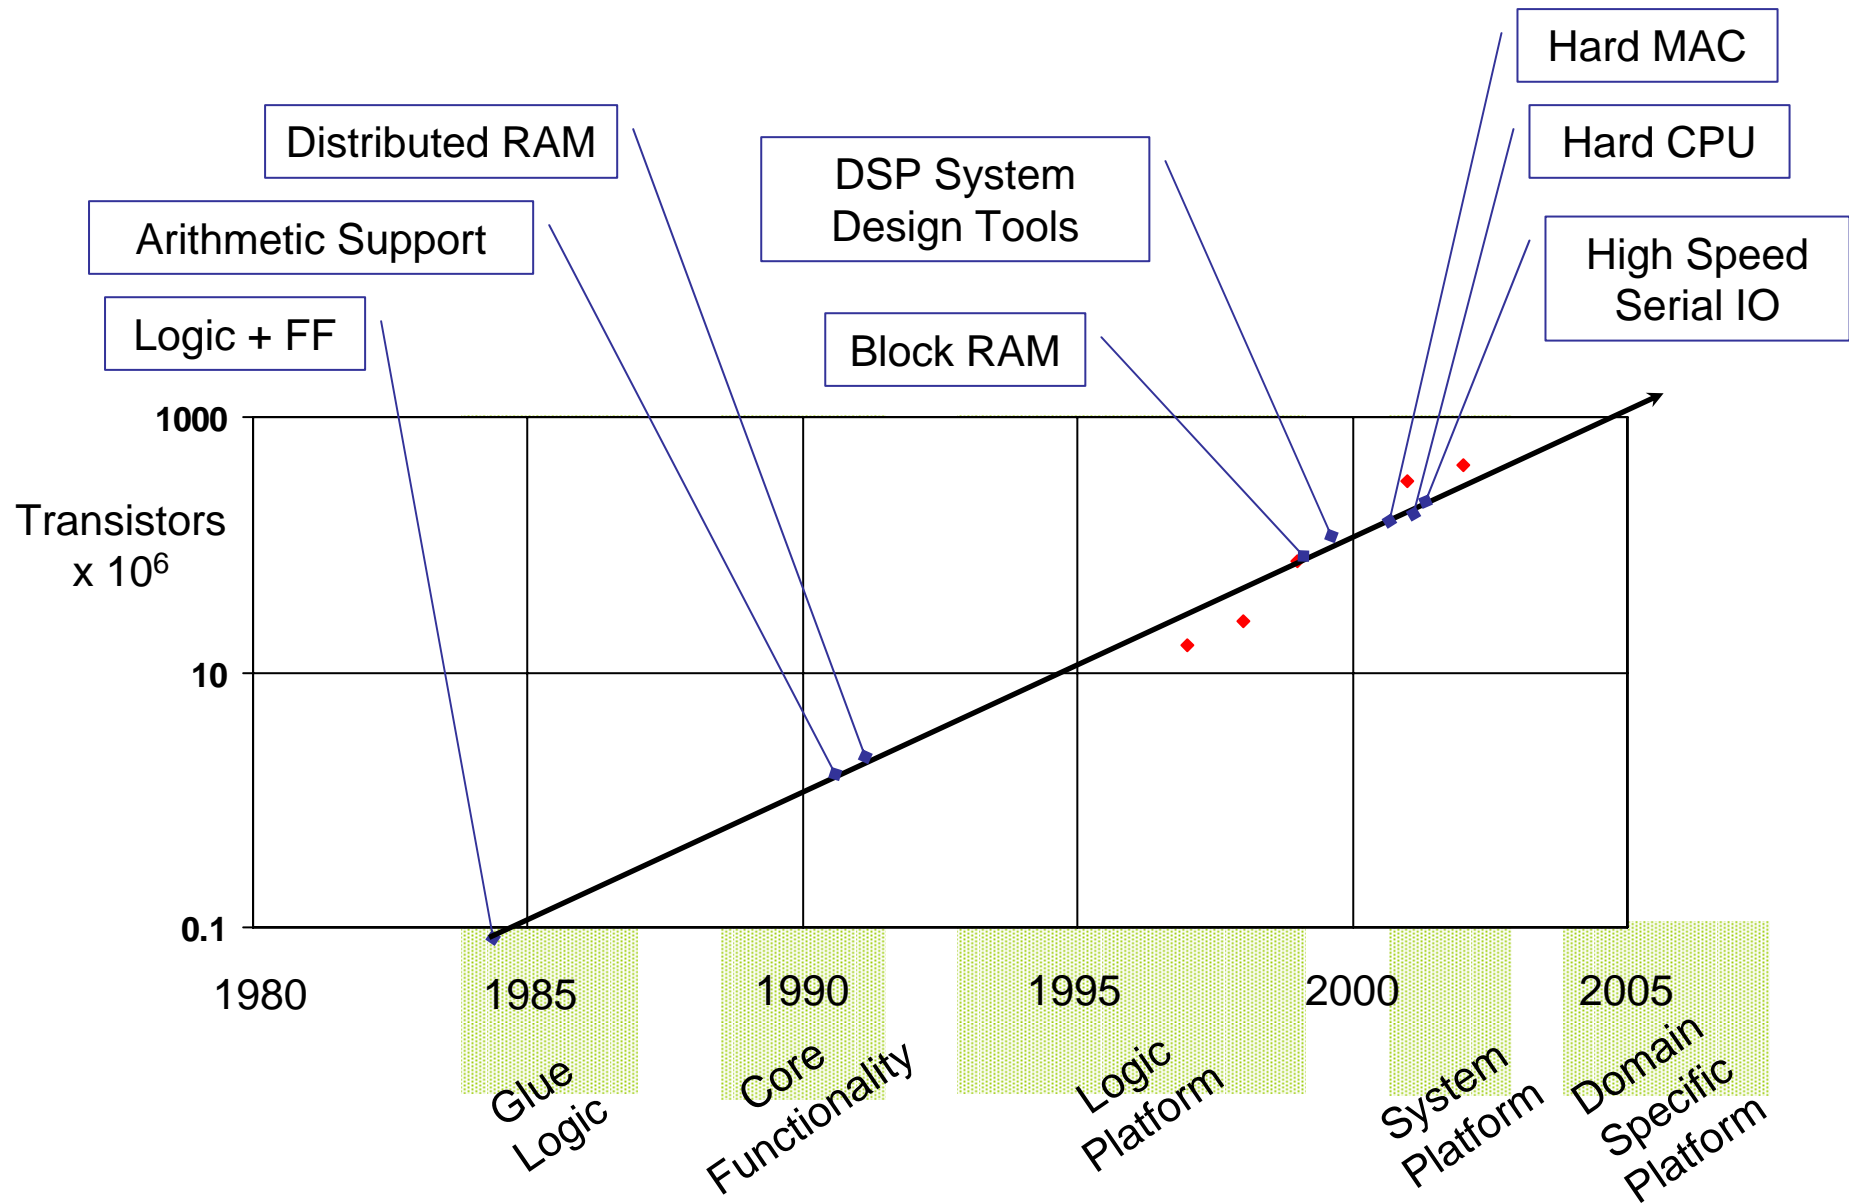 Hard MAC
Distributed RAM
Hard CPU
DSP System
Design Tools
Arithmetic Support
High Speed
Serial IO
Logic + FF
Block RAM
1000
Transistors
x 10⁶
10
0.1
1980
1985
1990
1995
2000
2005
Glue
Logic
Core
Functionality
Logic
Platform
System
Platform
Domain
Specific
Platform